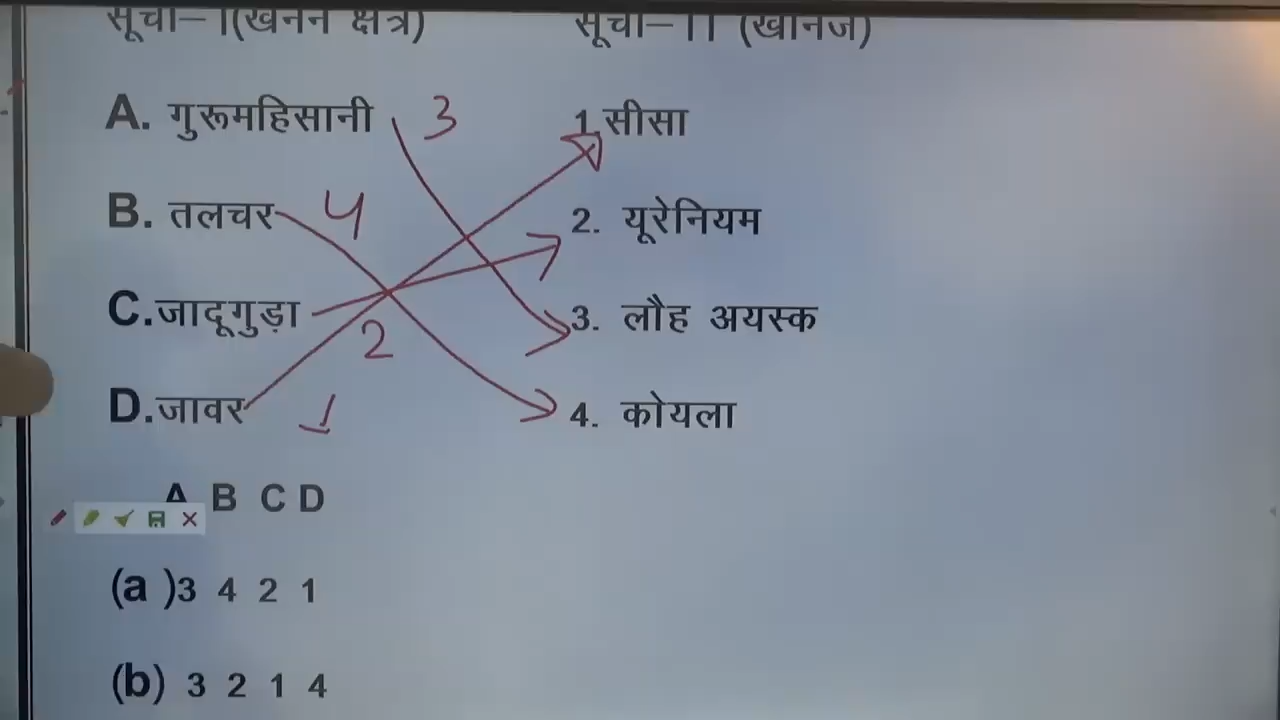 सूची–I(खनन क्षेत्र) सूची–II (खनिज)
A. गुरूमहिसानी 3 1.सीसा
B. तलचर 4 2. यूरेनियम
C.जादूगुड़ा 2 3. लौह अयस्क
D.जावर 1 4. कोयला
A B C D
(a )3 4 2 1
(b) 3 2 1 4